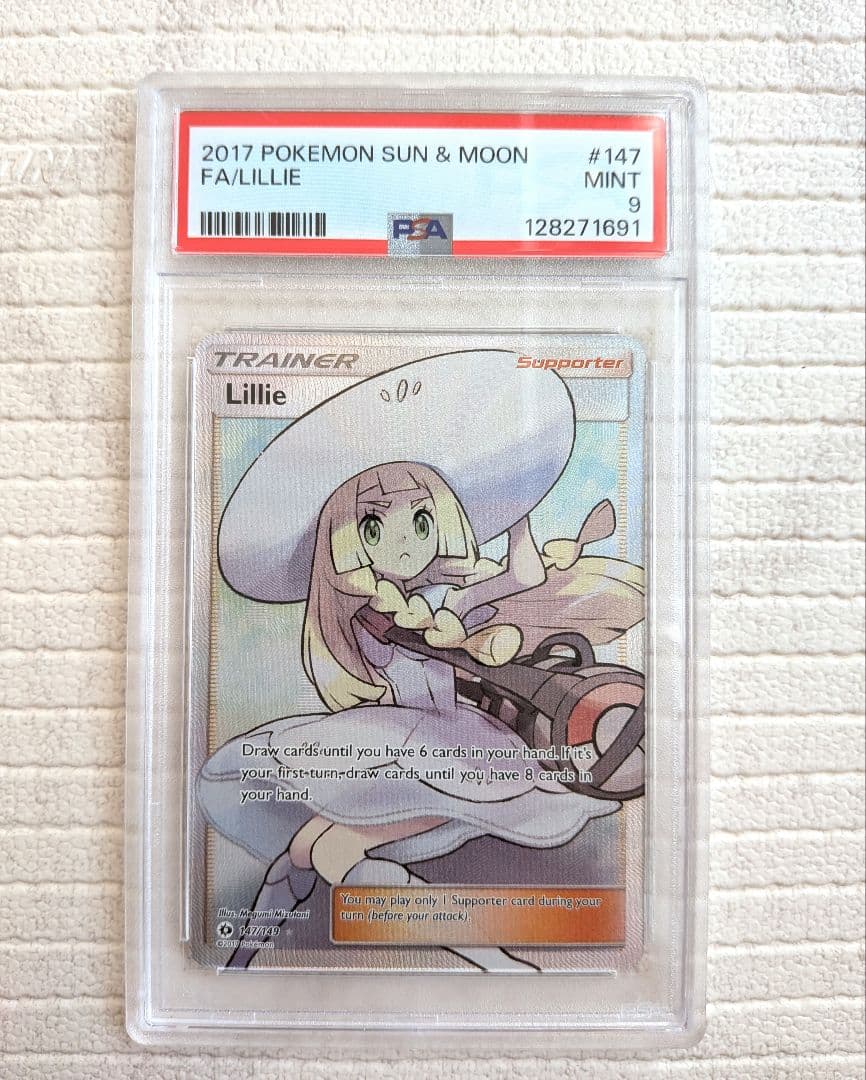 2017 POKEMON SUN & MOON #147
FA/LILLIE MINT
9
PSA 128271691
TRAINER Supporter
Lillie
Draw cards until you have 6 cards in your hand. If it's
your first turn, draw cards until you have 8 cards in
your hand.
You may play only 1 Supporter card during your
turn (before your attack).
Illus. Megumi Mizutani
147/149
©2017 Pokémon